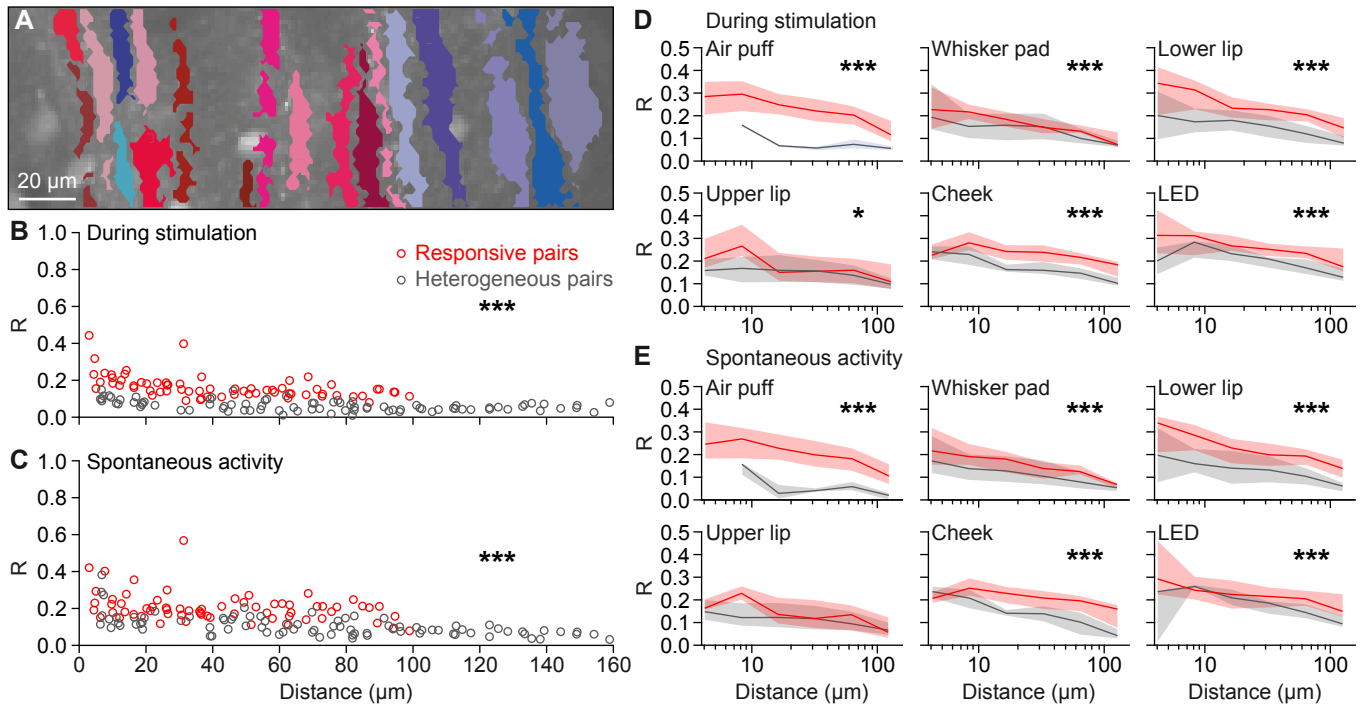 A
20 µm
B
During stimulation
Responsive pairs
Heterogeneous pairs
***
R
1.0
0.8
0.6
0.4
0.2
0.0
C
Spontaneous activity
***
R
1.0
0.8
0.6
0.4
0.2
0.0
0 20 40 60 80 100 120 140 160
Distance (µm)
D
During stimulation
Air puff
***
Whisker pad
***
Lower lip
***
R
0.5
0.4
0.3
0.2
0.1
0.0
Upper lip
*
Cheek
***
LED
***
0.5
0.4
0.3
0.2
0.1
0.0
10 100
10 100
10 100
E
Spontaneous activity
Air puff
***
Whisker pad
***
Lower lip
***
R
0.5
0.4
0.3
0.2
0.1
0.0
Upper lip
Cheek
***
LED
***
0.5
0.4
0.3
0.2
0.1
0.0
10 100
10 100
10 100
Distance (µm)